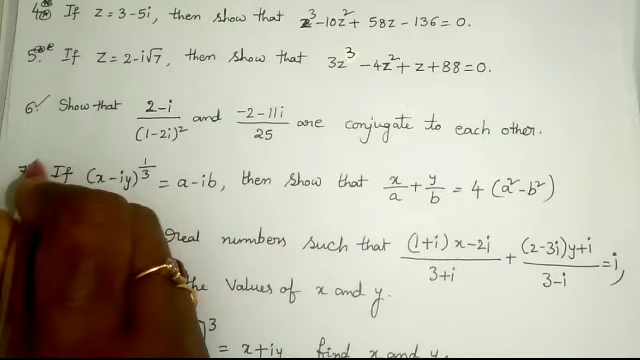 4. If z = 3-5i, then show that z³-10z²+58z-136=0.
5. If z = 2-i√7, then show that 3z³-4z²+z+88=0.
6. Show that (2-i)/(1-2i)² and (-2-11i)/25 are conjugate to each other.
If (x-iy)^(1/3) = a-ib, then show that x/a + y/b = 4(a²-b²)
real numbers such that ((1+i)x-2i)/(3+i) + ((2-3i)y+i)/(3-i) = i,
the values of x and y.
3 = x+iy find x and y.